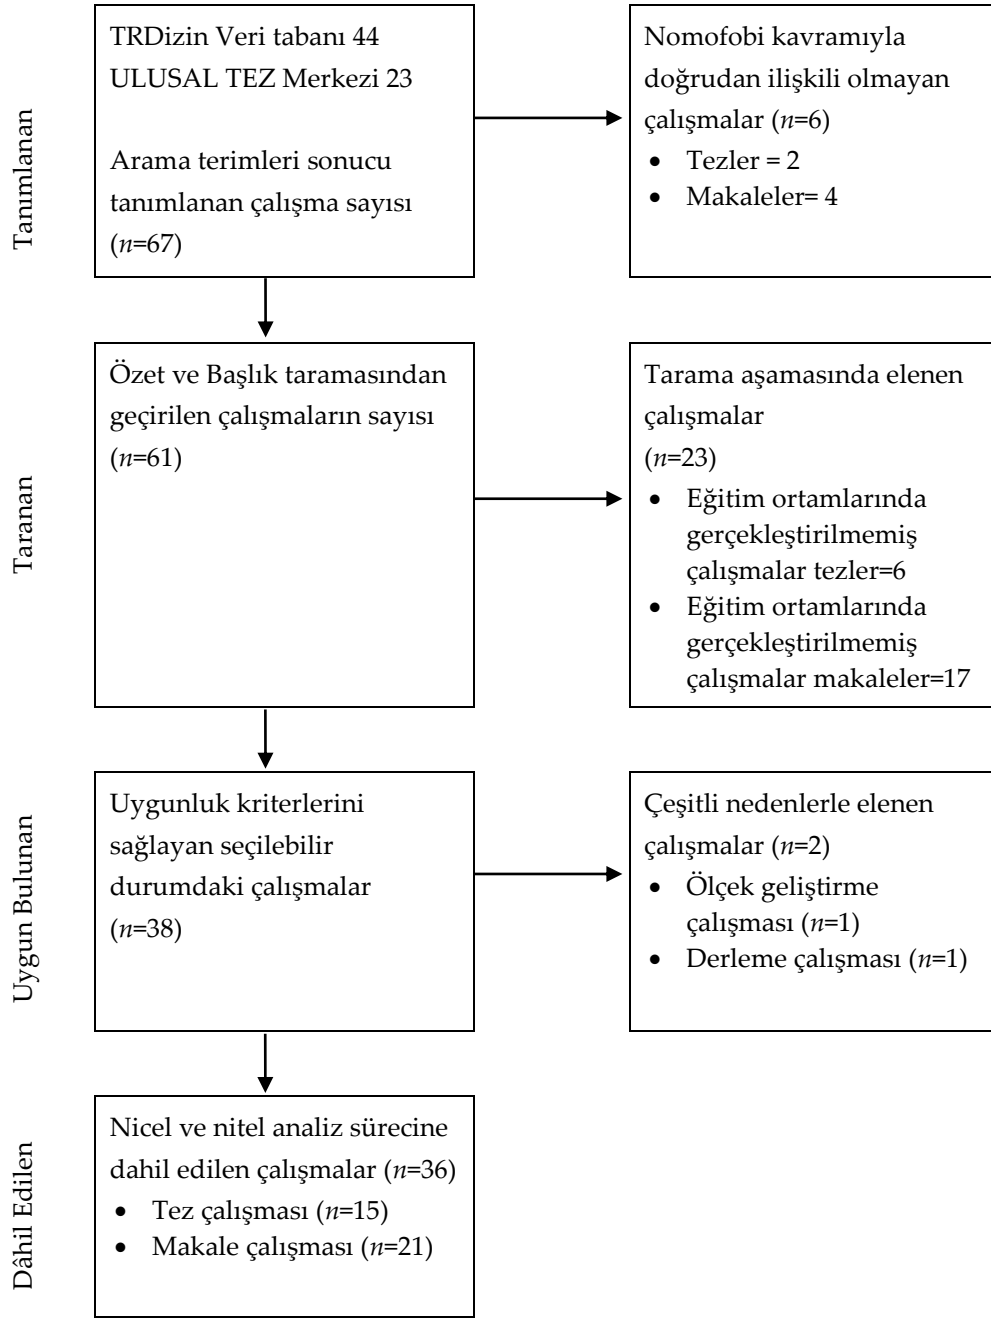 Tanımlanan
TRDizin Veri tabanı 44
ULUSAL TEZ Merkezi 23
Arama terimleri sonucu
tanımlanan çalışma sayısı
(n=67)
Nomofobi kavramıyla
doğrudan ilişkili olmayan
çalışmalar (n=6)
• Tezler = 2
• Makaleler= 4
Taranan
Özet ve Başlık taramasından
geçirilen çalışmaların sayısı
(n=61)
Tarama aşamasında elenen
çalışmalar
(n=23)
• Eğitim ortamlarında
gerçekleştirilmemiş
çalışmalar tezler=6
• Eğitim ortamlarında
gerçekleştirilmemiş
çalışmalar makaleler=17
Uygun Bulunan
Uygunluk kriterlerini
sağlayan seçilebilir
durumdaki çalışmalar
(n=38)
Çeşitli nedenlerle elenen
çalışmalar (n=2)
• Ölçek geliştirme
çalışması (n=1)
• Derleme çalışması (n=1)
Dâhil Edilen
Nicel ve nitel analiz sürecine
dahil edilen çalışmalar (n=36)
• Tez çalışması (n=15)
• Makale çalışması (n=21)